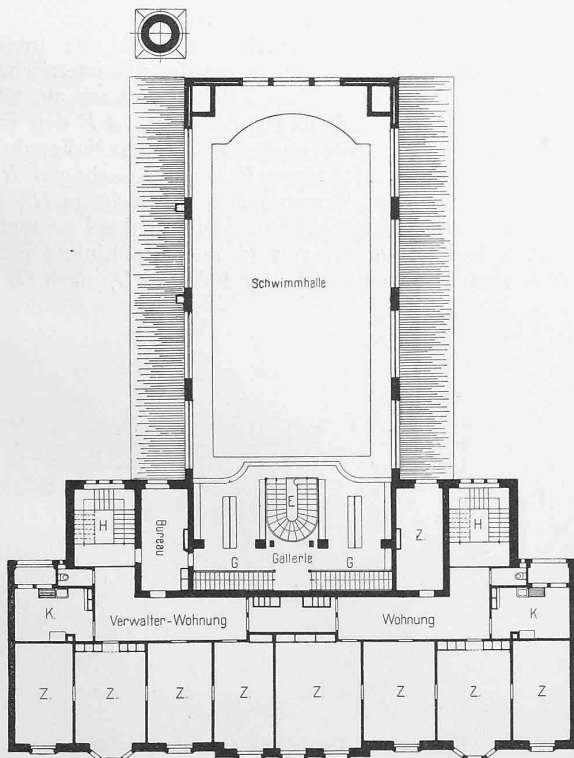 Schwimmhalle
E
H
Bureau
Z.
H
G
Gallerie
G
K.
Verwalter-Wohnung
Wohnung
K
Z.
Z.
Z.
Z.
Z.
Z.
Z.
Z.